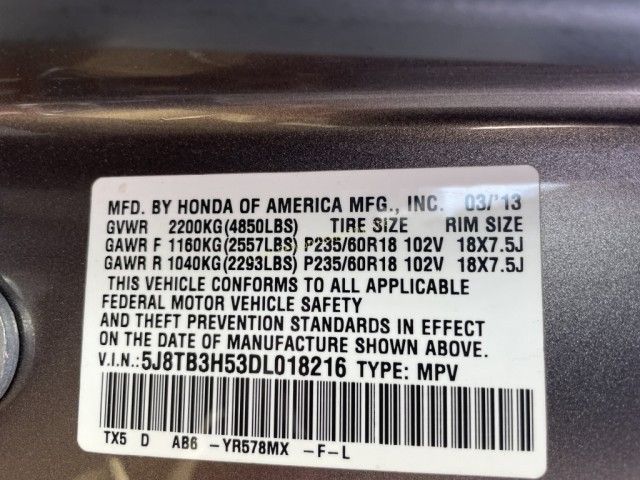 MFD. BY HONDA OF AMERICA MFG., INC. 03/'13
GVWR 2200KG(4850LBS) TIRE SIZE RIM SIZE
GAWR F 1160KG(2557LBS) P235/60R18 102V 18X7.5J
GAWR R 1040KG(2293LBS) P235/60R18 102V 18X7.5J
THIS VEHICLE CONFORMS TO ALL APPLICABLE
FEDERAL MOTOR VEHICLE SAFETY
AND THEFT PREVENTION STANDARDS IN EFFECT
ON THE DATE OF MANUFACTURE SHOWN ABOVE.
V.I.N.:5J8TB3H53DL018216 TYPE: MPV
TX5 D AB6 -YR578MX -F-L